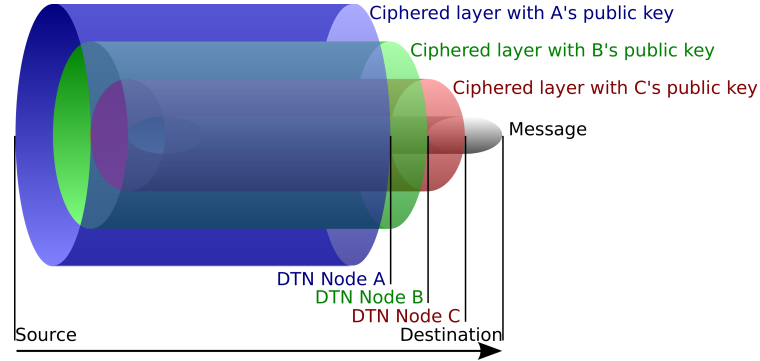 Ciphered layer with A's public key
Ciphered layer with B's public key
Ciphered layer with C's public key
Message
DTN Node A
DTN Node B
DTN Node C
Source
Destination